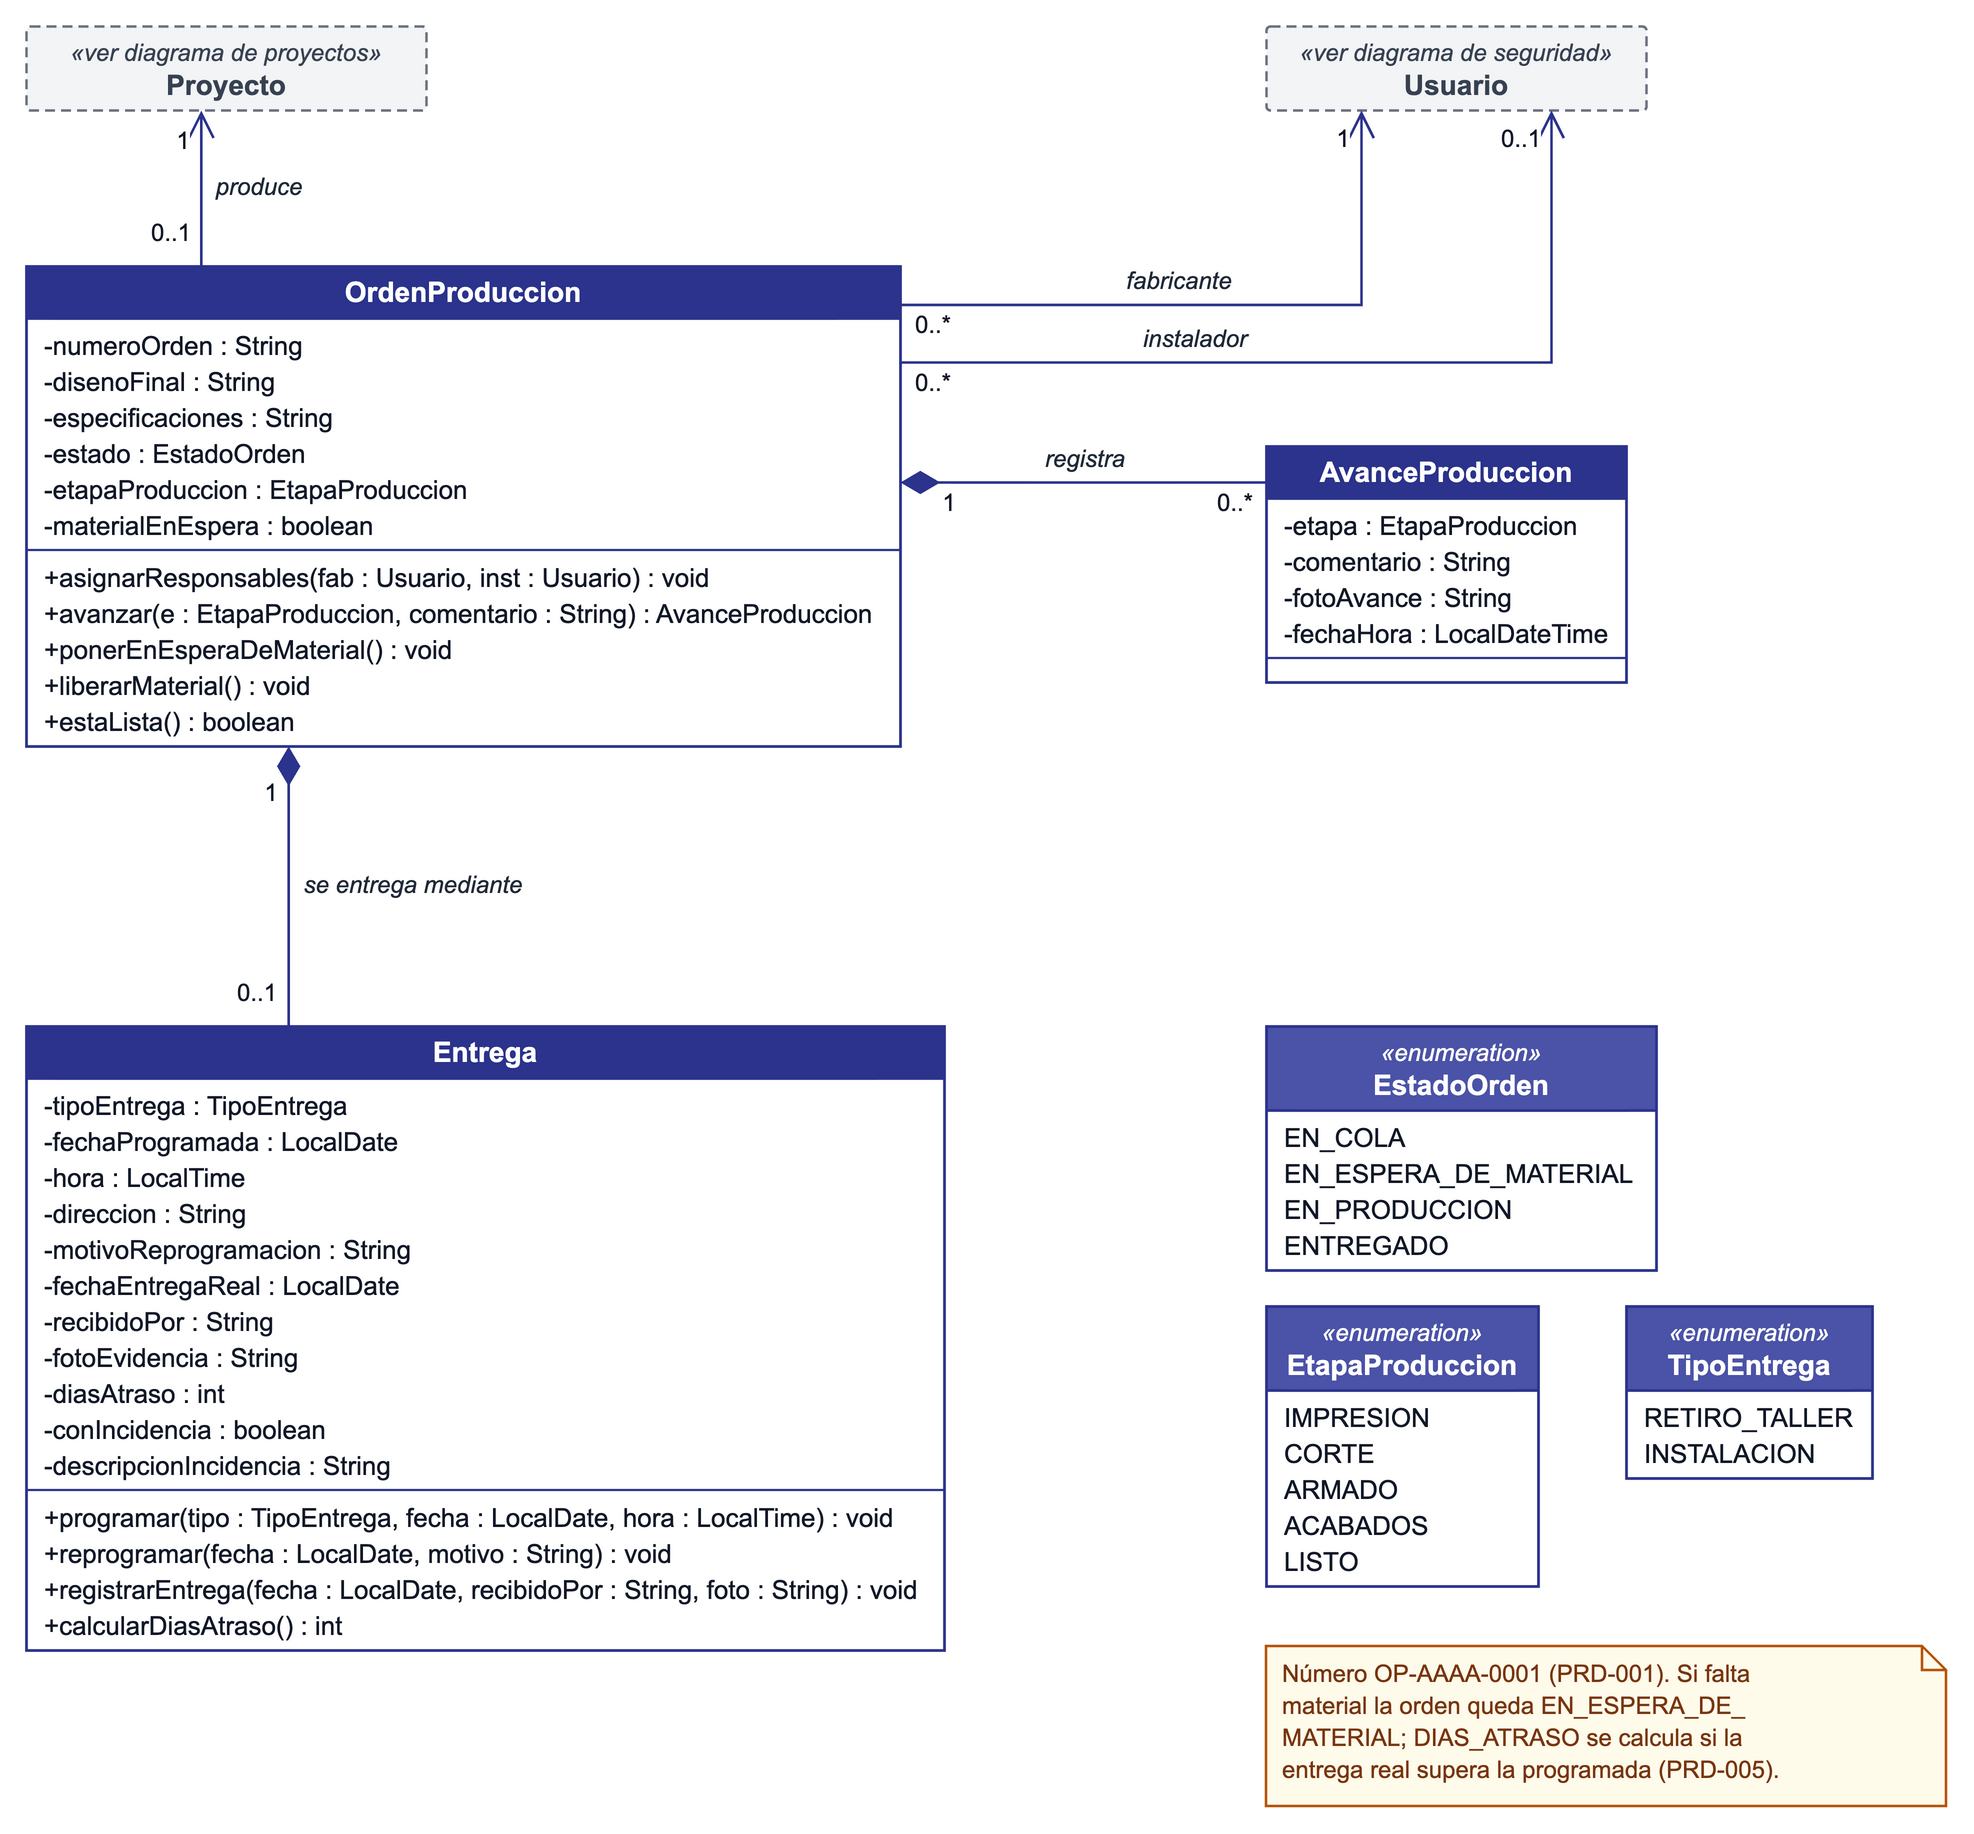 «ver diagrama de proyectos»
Proyecto
«ver diagrama de seguridad»
Usuario
1
produce
0..1
1
0..1
fabricante
0..*
instalador
0..*
OrdenProduccion
-numeroOrden : String
-disenoFinal : String
-especificaciones : String
-estado : EstadoOrden
-etapaProduccion : EtapaProduccion
-materialEnEspera : boolean
+asignarResponsables(fab : Usuario, inst : Usuario) : void
+avanzar(e : EtapaProduccion, comentario : String) : AvanceProduccion
+ponerEnEsperaDeMaterial() : void
+liberarMaterial() : void
+estaLista() : boolean
registra
1
0..*
AvanceProduccion
-etapa : EtapaProduccion
-comentario : String
-fotoAvance : String
-fechaHora : LocalDateTime
1
se entrega mediante
0..1
Entrega
-tipoEntrega : TipoEntrega
-fechaProgramada : LocalDate
-hora : LocalTime
-direccion : String
-motivoReprogramacion : String
-fechaEntregaReal : LocalDate
-recibidoPor : String
-fotoEvidencia : String
-diasAtraso : int
-conIncidencia : boolean
-descripcionIncidencia : String
+programar(tipo : TipoEntrega, fecha : LocalDate, hora : LocalTime) : void
+reprogramar(fecha : LocalDate, motivo : String) : void
+registrarEntrega(fecha : LocalDate, recibidoPor : String, foto : String) : void
+calcularDiasAtraso() : int
«enumeration»
EstadoOrden
EN_COLA
EN_ESPERA_DE_MATERIAL
EN_PRODUCCION
ENTREGADO
«enumeration»
EtapaProduccion
IMPRESION
CORTE
ARMADO
ACABADOS
LISTO
«enumeration»
TipoEntrega
RETIRO_TALLER
INSTALACION
Número OP-AAAA-0001 (PRD-001). Si falta
material la orden queda EN_ESPERA_DE_
MATERIAL; DIAS_ATRASO se calcula si la
entrega real supera la programada (PRD-005).